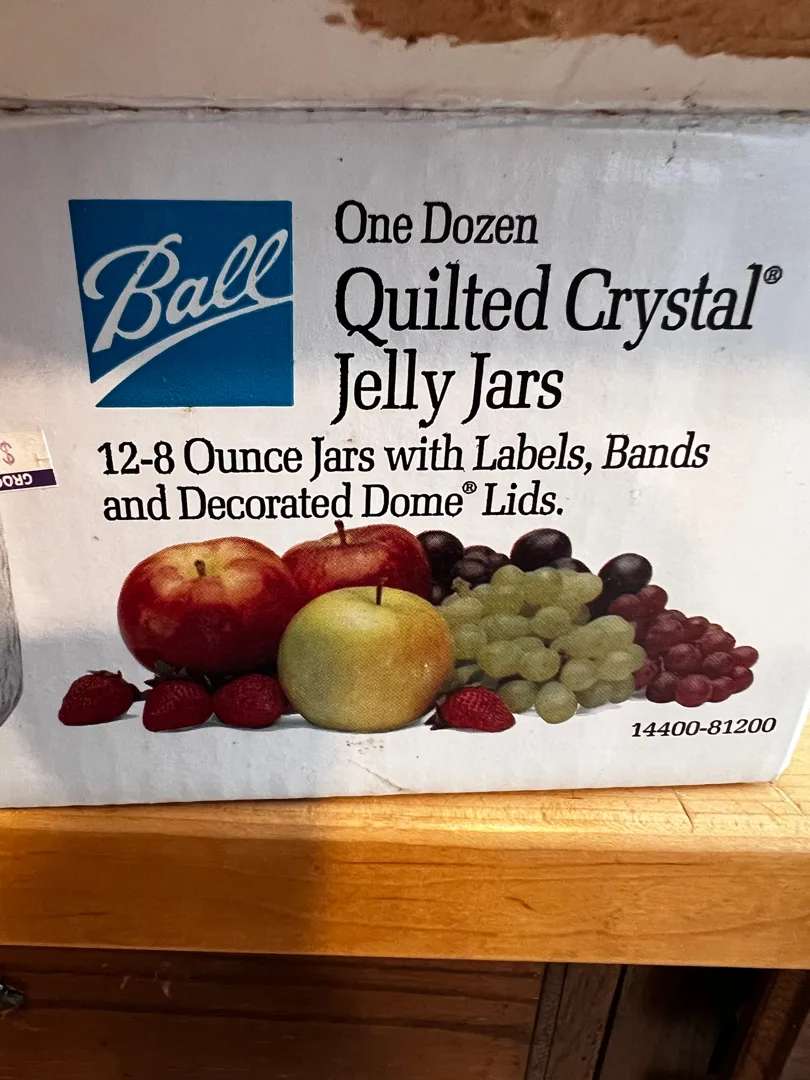 Ball
One Dozen
Quilted Crystal®
Jelly Jars
12-8 Ounce Jars with Labels, Bands
and Decorated Dome® Lids.
14400-81200
$